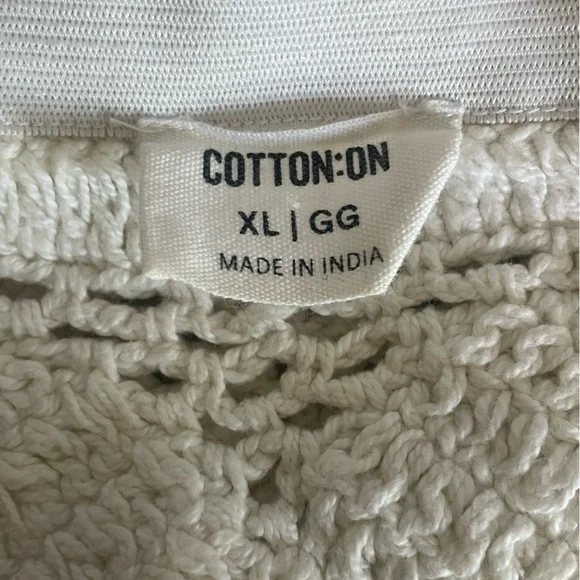 COTTON:ON
XL | GG
MADE IN INDIA